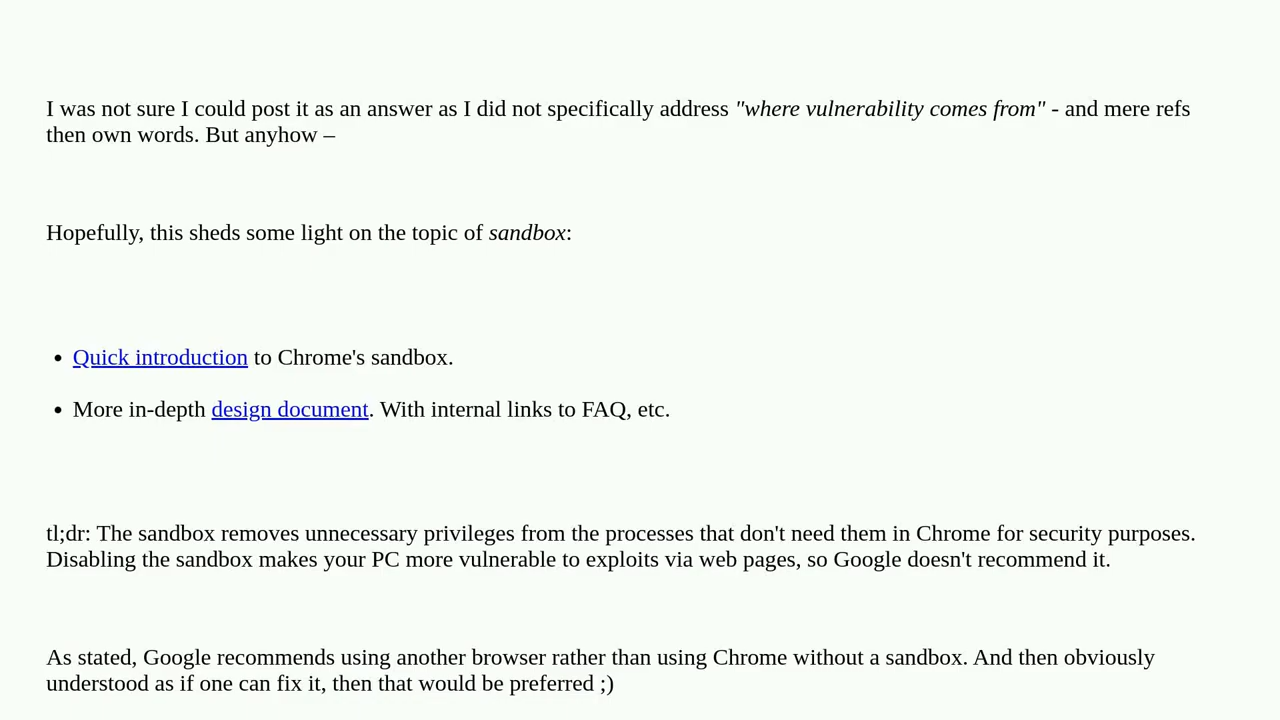 I was not sure I could post it as an answer as I did not specifically address "where vulnerability comes from" - and mere refs
then own words. But anyhow –
Hopefully, this sheds some light on the topic of sandbox:
• Quick introduction to Chrome's sandbox.
• More in-depth design document. With internal links to FAQ, etc.
tl;dr: The sandbox removes unnecessary privileges from the processes that don't need them in Chrome for security purposes.
Disabling the sandbox makes your PC more vulnerable to exploits via web pages, so Google doesn't recommend it.
As stated, Google recommends using another browser rather than using Chrome without a sandbox. And then obviously
understood as if one can fix it, then that would be preferred ;)